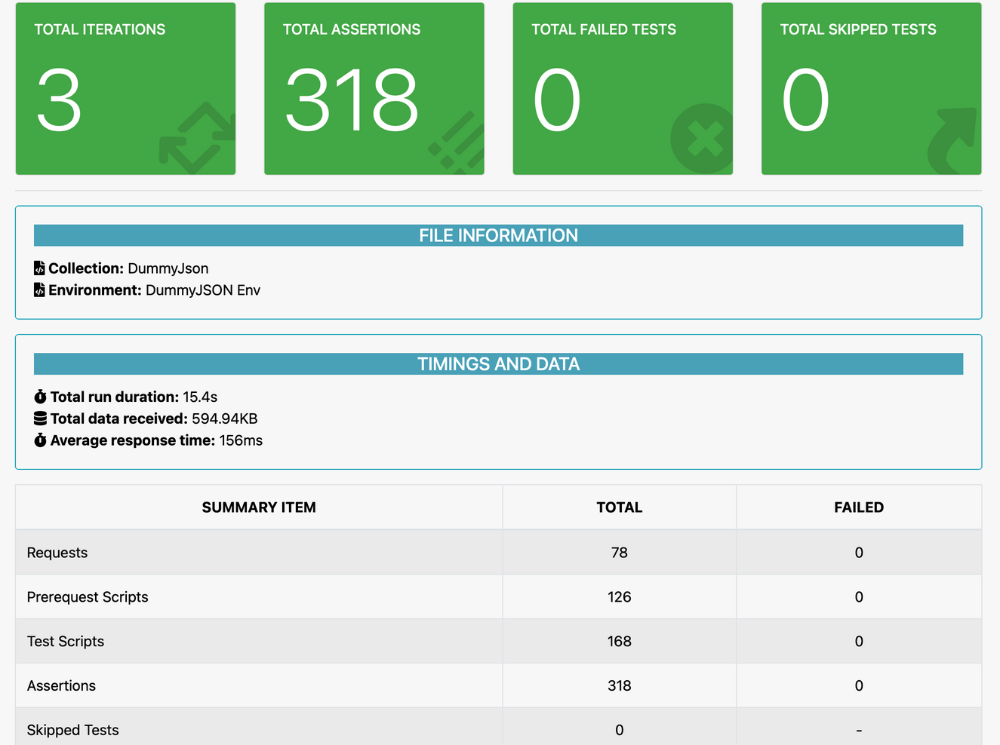 TOTAL ITERATIONS
3
TOTAL ASSERTIONS
318
TOTAL FAILED TESTS
0
TOTAL SKIPPED TESTS
0
FILE INFORMATION
Collection: DummyJson
Environment: DummyJSON Env
TIMINGS AND DATA
Total run duration: 15.4s
Total data received: 594.94KB
Average response time: 156ms
SUMMARY ITEM TOTAL FAILED
Requests 78 0
Prerequest Scripts 126 0
Test Scripts 168 0
Assertions 318 0
Skipped Tests 0 -